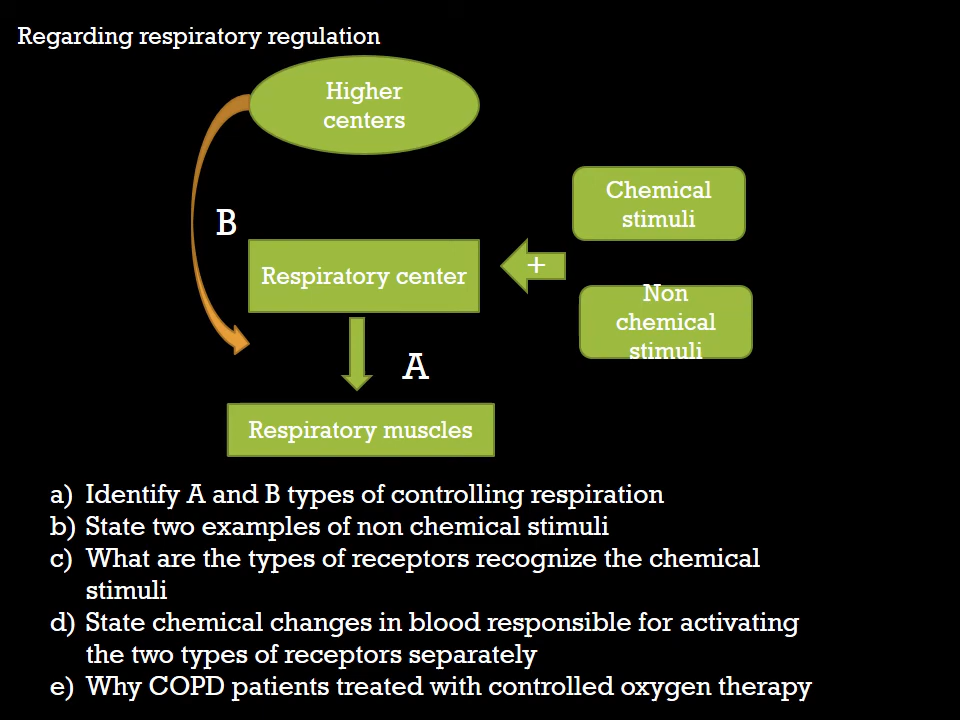 Regarding respiratory regulation
Higher
centers
Chemical
stimuli
B
Respiratory center
+
Non
chemical
stimuli
A
Respiratory muscles
a) Identify A and B types of controlling respiration
b) State two examples of non chemical stimuli
c) What are the types of receptors recognize the chemical
stimuli
d) State chemical changes in blood responsible for activating
the two types of receptors separately
e) Why COPD patients treated with controlled oxygen therapy